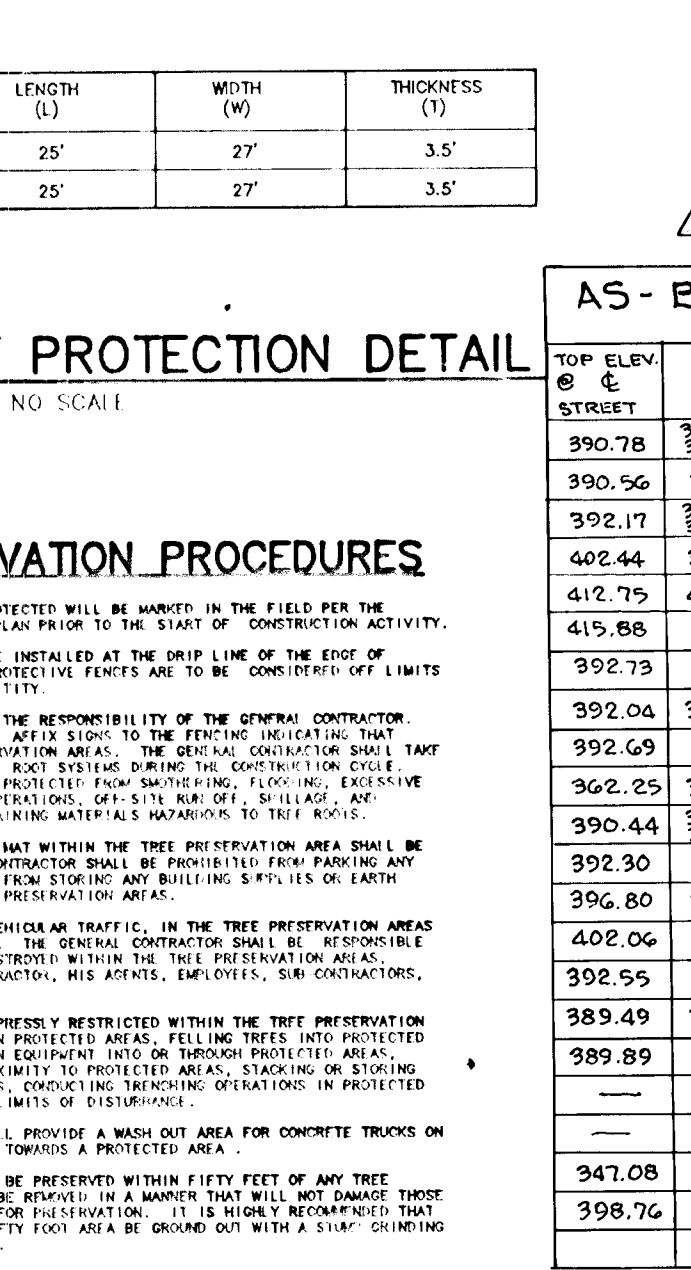 LENGTH WIDTH THICKNESS
(L) (W) (T)
25' 27' 3.5'
25' 27' 3.5'
PROTECTION DETAIL
NO SCALE
VATION PROCEDURES
OTECTED WILL BE MARKED IN THE FIELD PER THE
LAN PRIOR TO THE START OF CONSTRUCTION ACTIVITY.
INSTALLED AT THE DRIP LINE OF THE EDGE OF
OTECTIVE FENCES ARE TO BE CONSIDERED OFF LIMITS
TITY.
THE RESPONSIBILITY OF THE GENERAL CONTRACTOR.
AFFIX SIGNS TO THE FENCING INDICATING THAT
RVATION AREAS. THE GENERAL CONTRACTOR SHALL TAKE
ROOT SYSTEMS DURING THE CONSTRUCTION CYCLE.
PROTECTED FROM SMOTHERING, FLOODING, EXCESSIVE
PERATIONS, OFF-SITE RUN OFF, SPILLAGE, AND
AINING MATERIALS HAZARDOUS TO TREE ROOTS.
HAT WITHIN THE TREE PRESERVATION AREA SHALL BE
ONTRACTOR SHALL BE PROHIBITED FROM PARKING ANY
FROM STORING ANY BUILDING SUPPLIES OR EARTH
PRESERVATION AREAS.
EHICULAR TRAFFIC, IN THE TREE PRESERVATION AREAS
THE GENERAL CONTRACTOR SHALL BE RESPONSIBLE
STROYED WITHIN THE TREE PRESERVATION AREAS,
RACTOR, HIS AGENTS, EMPLOYEES, SUB-CONTRACTORS,
PRESSLY RESTRICTED WITHIN THE TREE PRESERVATION
N PROTECTED AREAS, FELLING TREES INTO PROTECTED
N EQUIPMENT INTO OR THROUGH PROTECTED AREAS,
XIMITY TO PROTECTED AREAS, STACKING OR STORING
S, CONDUCTING TRENCHING OPERATIONS IN PROTECTED
LIMITS OF DISTURBANCE.
LL PROVIDE A WASH OUT AREA FOR CONCRETE TRUCKS ON
TOWARDS A PROTECTED AREA .
BE PRESERVED WITHIN FIFTY FEET OF ANY TREE
BE REMOVED IN A MANNER THAT WILL NOT DAMAGE THOSE
FOR PRESERVATION. IT IS HIGHLY RECOMMENDED THAT
FTY FOOT AREA BE GROUND OUT WITH A STUMP GRINDING
AS-
TOP ELEV.
@ ℄
STREET
390.78
390.56
392.17
402.44
412.75
415.88
392.73
392.04
392.69
362.25
390.44
392.30
396.80
402.06
392.55
389.49
389.89
—
—
347.08
398.76